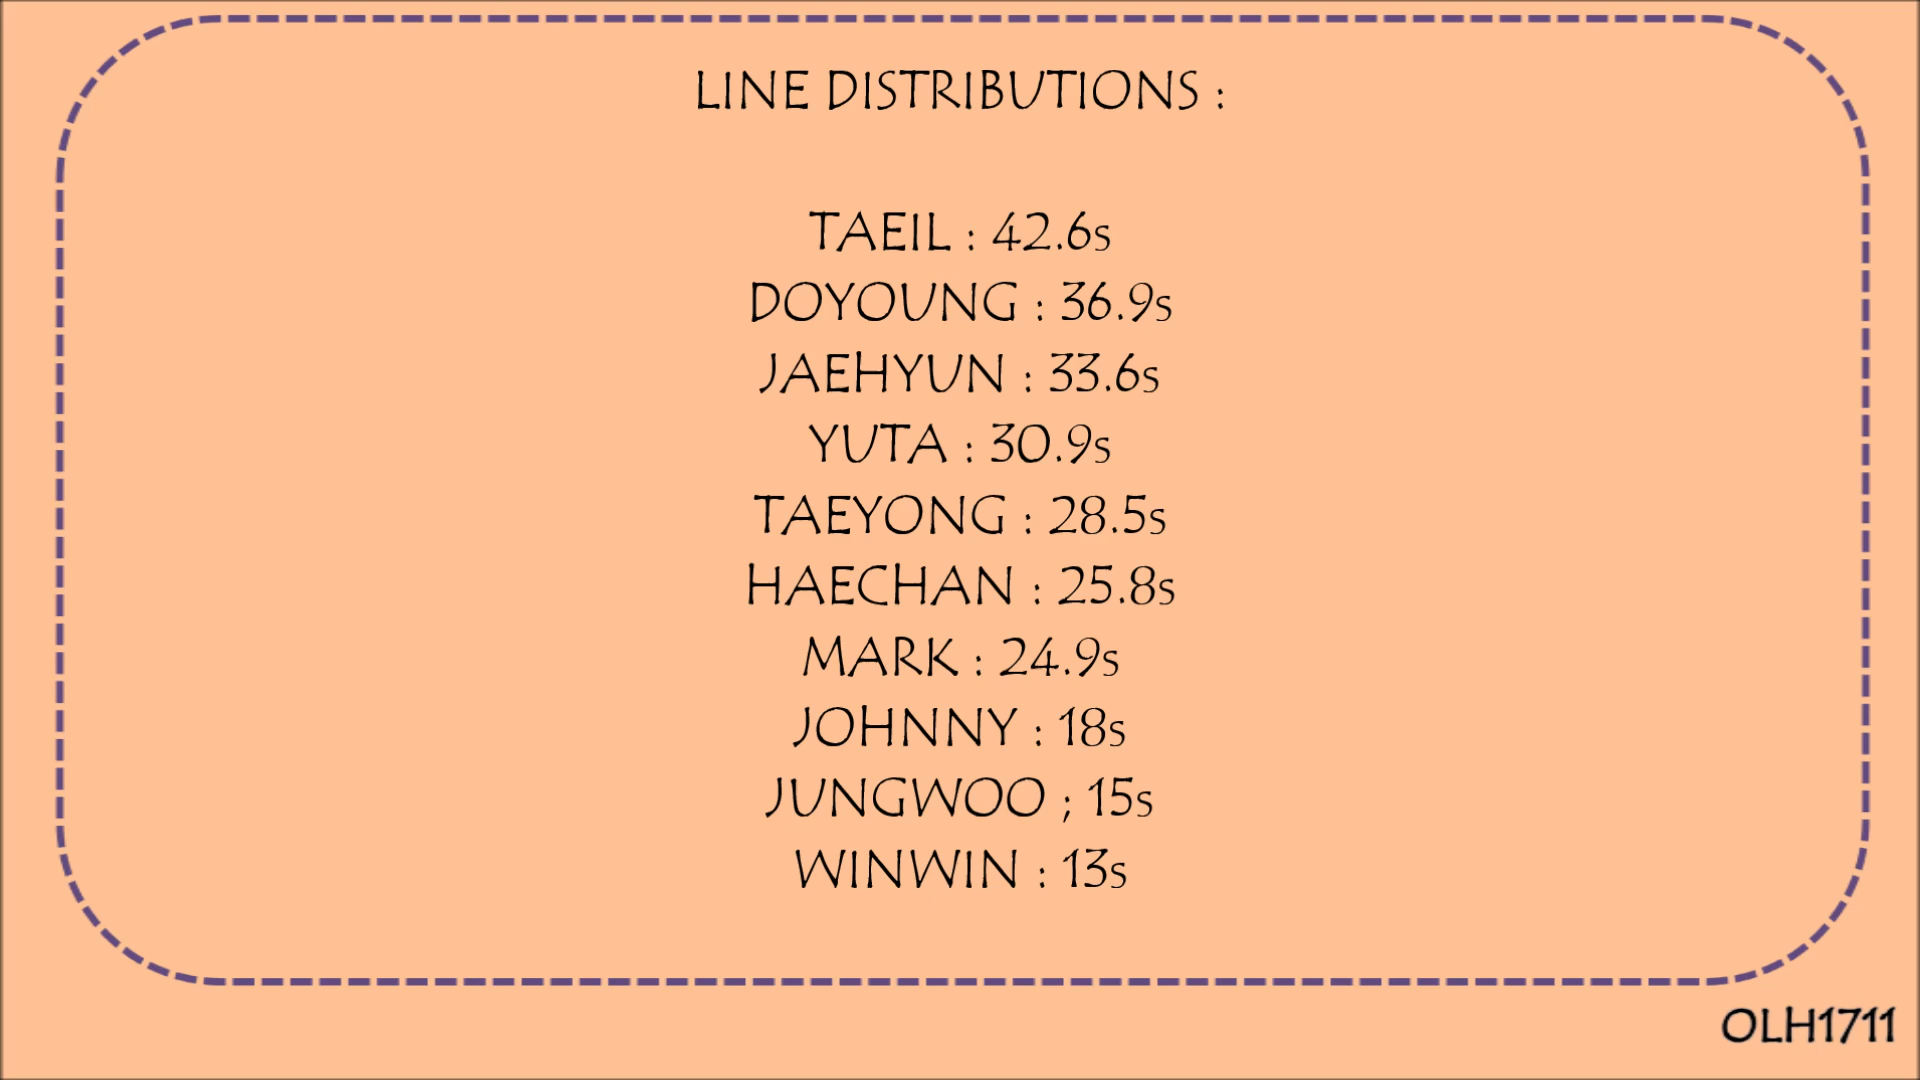 LINE DISTRIBUTIONS :
TAEIL : 42.6s
DOYOUNG : 36.9s
JAEHYUN : 33.6s
YUTA : 30.9s
TAEYONG : 28.5s
HAECHAN : 25.8s
MARK : 24.9s
JOHNNY : 18s
JUNGWOO ; 15s
WINWIN : 13s
OLH1711